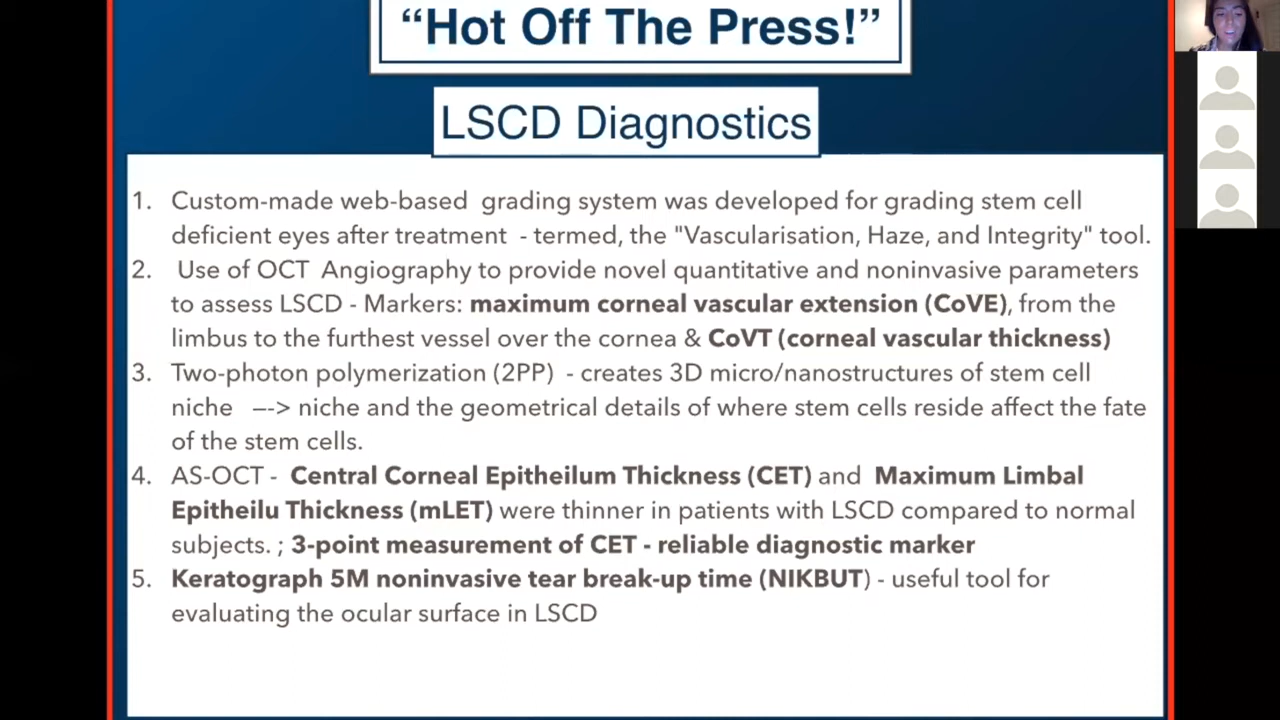 “Hot Off The Press!”
LSCD Diagnostics
1. Custom-made web-based grading system was developed for grading stem cell
deficient eyes after treatment - termed, the "Vascularisation, Haze, and Integrity" tool.
2. Use of OCT Angiography to provide novel quantitative and noninvasive parameters
to assess LSCD - Markers: maximum corneal vascular extension (CoVE), from the
limbus to the furthest vessel over the cornea & CoVT (corneal vascular thickness)
3. Two-photon polymerization (2PP) - creates 3D micro/nanostructures of stem cell
niche —-> niche and the geometrical details of where stem cells reside affect the fate
of the stem cells.
4. AS-OCT - Central Corneal Epitheilum Thickness (CET) and Maximum Limbal
Epitheilu Thickness (mLET) were thinner in patients with LSCD compared to normal
subjects. ; 3-point measurement of CET - reliable diagnostic marker
5. Keratograph 5M noninvasive tear break-up time (NIKBUT) - useful tool for
evaluating the ocular surface in LSCD